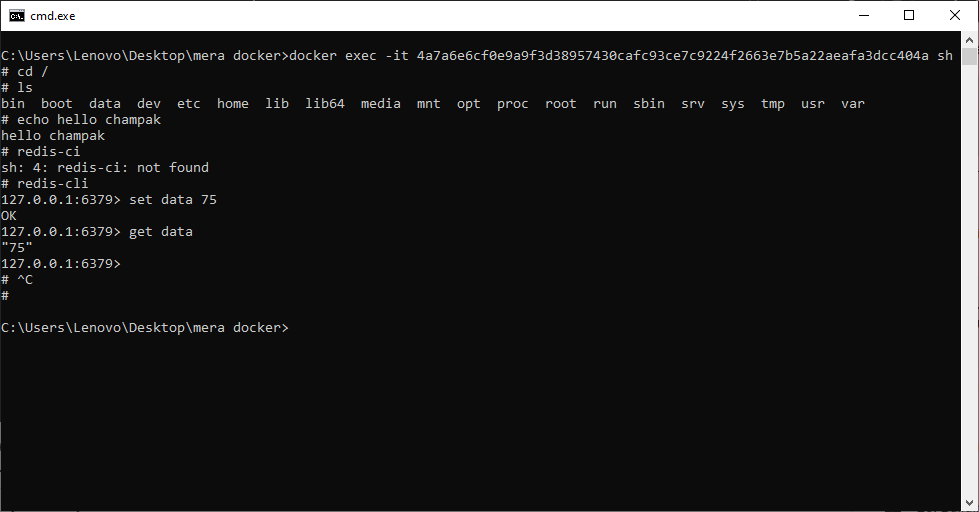 cmd.exe
C:\Users\Lenovo\Desktop\mera docker>docker exec -it 4a7a6e6cf0e9a9f3d38957430cafc93ce7c9224f2663e7b5a22aeafa3dcc404a sh
# cd /
# ls
bin  boot  data  dev  etc  home  lib  lib64  media  mnt  opt  proc  root  run  sbin  srv  sys  tmp  usr  var
# echo hello champak
hello champak
# redis-ci
sh: 4: redis-ci: not found
# redis-cli
127.0.0.1:6379> set data 75
OK
127.0.0.1:6379> get data
"75"
127.0.0.1:6379>
# ^C
#
C:\Users\Lenovo\Desktop\mera docker>